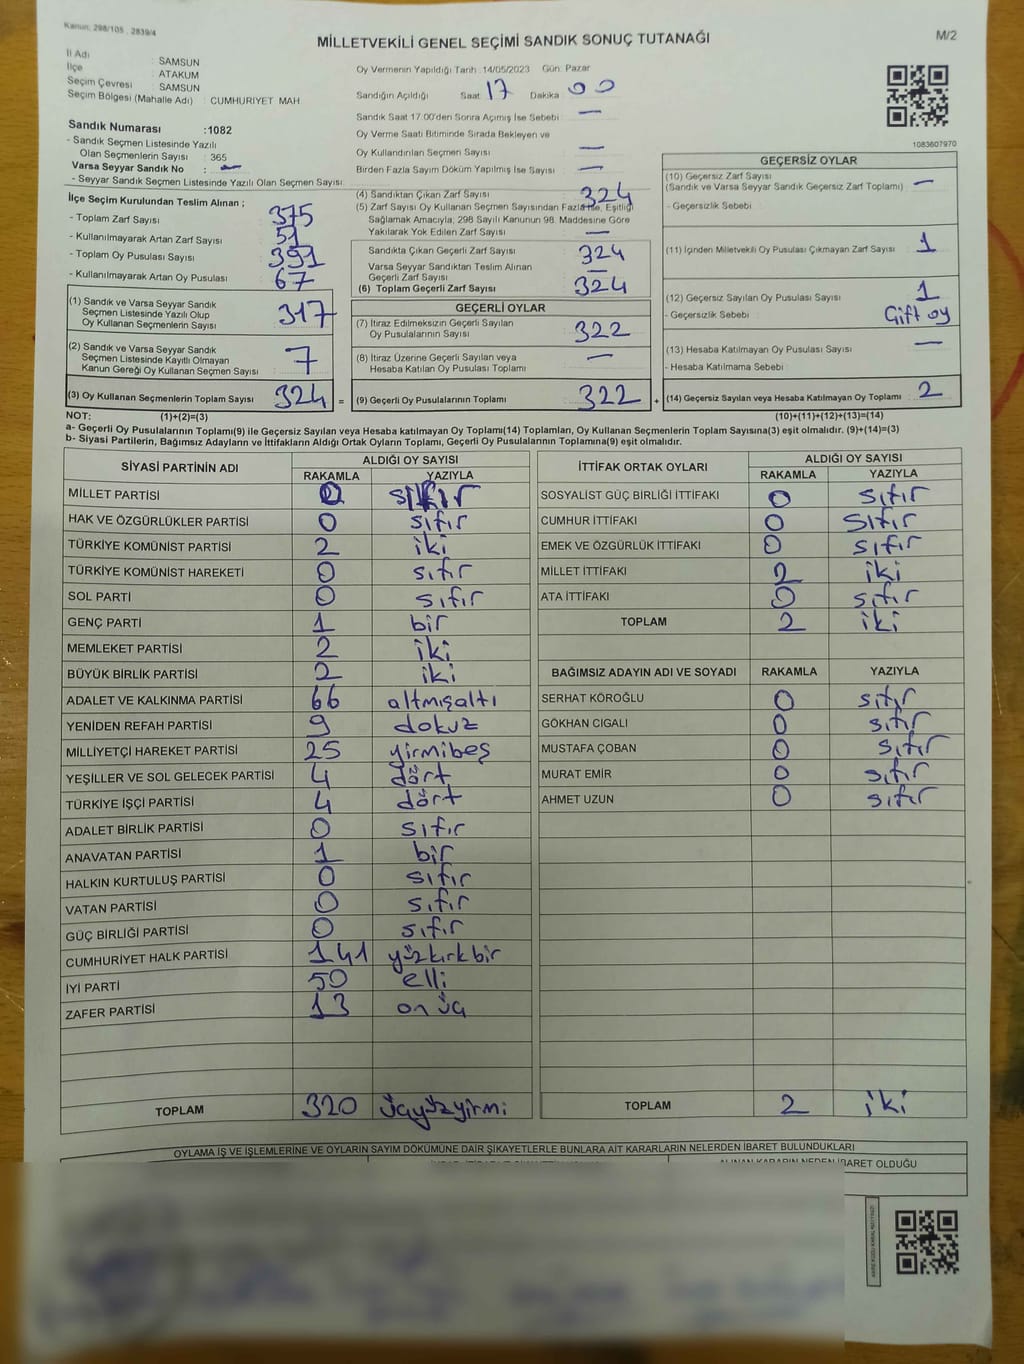 Kanun: 298/105 . 2839/4
MİLLETVEKİLİ GENEL SEÇİMİ SANDIK SONUÇ TUTANAĞI
M/2
İl Adı : SAMSUN
İlçe : ATAKUM
Seçim Çevresi : SAMSUN
Seçim Bölgesi (Mahalle Adı) : CUMHURİYET MAH
Sandık Numarası :1082
- Sandık Seçmen Listesinde Yazılı
Olan Seçmenlerin Sayısı : 365
Varsa Seyyar Sandık No : —
- Seyyar Sandık Seçmen Listesinde Yazılı Olan Seçmen Sayısı:
Oy Vermenin Yapıldığı Tarih :14/05/2023 Gün: Pazar
Sandığın Açıldığı Saat: 17 Dakika 00
Sandık Saat 17.00'den Sonra Açılmış İse Sebebi : —
Oy Verme Saati Bitiminde Sırada Bekleyen ve
Oy Kullandırılan Seçmen Sayısı : —
Birden Fazla Sayım Döküm Yapılmış İse Sayısı : —
1083607970
İlçe Seçim Kurulundan Teslim Alınan ;
- Toplam Zarf Sayısı : 375
- Kullanılmayarak Artan Zarf Sayısı : 51
- Toplam Oy Pusulası Sayısı : 391
- Kullanılmayarak Artan Oy Pusulası : 67
(1) Sandık ve Varsa Seyyar Sandık
Seçmen Listesinde Yazılı Olup
Oy Kullanan Seçmenlerin Sayısı : 317
(2) Sandık ve Varsa Seyyar Sandık
Seçmen Listesinde Kayıtlı Olmayan
Kanun Gereği Oy Kullanan Seçmen Sayısı : 7
(3) Oy Kullanan Seçmenlerin Toplam Sayısı : 324 =
(4) Sandıktan Çıkan Zarf Sayısı : 324
(5) Zarf Sayısı Oy Kullanan Seçmen Sayısından Fazla İse, Eşitliği
Sağlamak Amacıyla; 298 Sayılı Kanunun 98. Maddesine Göre
Yakılarak Yok Edilen Zarf Sayısı : —
Sandıkta Çıkan Geçerli Zarf Sayısı : 324
Varsa Seyyar Sandıktan Teslim Alınan
Geçerli Zarf Sayısı : —
(6) Toplam Geçerli Zarf Sayısı : 324
GEÇERLİ OYLAR
(7) İtiraz Edilmeksizin Geçerli Sayılan
Oy Pusulalarının Sayısı : 322
(8) İtiraz Üzerine Geçerli Sayılan veya
Hesaba Katılan Oy Pusulası Toplamı : —
(9) Geçerli Oy Pusulalarının Toplamı : 322 +
GEÇERSİZ OYLAR
(10) Geçersiz Zarf Sayısı
(Sandık ve Varsa Seyyar Sandık Geçersiz Zarf Toplamı) : —
- Geçersizlik Sebebi :
(11) İçinden Milletvekili Oy Pusulası Çıkmayan Zarf Sayısı : 1
(12) Geçersiz Sayılan Oy Pusulası Sayısı : 1
- Geçersizlik Sebebi : Çift oy
(13) Hesaba Katılmayan Oy Pusulası Sayısı : —
- Hesaba Katılmama Sebebi :
(14) Geçersiz Sayılan veya Hesaba Katılmayan Oy Toplamı : 2
NOT: (1)+(2)=(3) (10)+(11)+(12)+(13)=(14)
a- Geçerli Oy Pusulalarının Toplamı(9) ile Geçersiz Sayılan veya Hesaba katılmayan Oy Toplamı(14) Toplamları, Oy Kullanan Seçmenlerin Toplam Sayısına(3) eşit olmalıdır. (9)+(14)=(3)
b- Siyasi Partilerin, Bağımsız Adayların ve İttifakların Aldığı Ortak Oyların Toplamı, Geçerli Oy Pusulalarının Toplamına(9) eşit olmalıdır.
SİYASİ PARTİNİN ADI ALDIĞI OY SAYISI
RAKAMLA YAZIYLA
MİLLET PARTİSİ 0 sıfır
HAK VE ÖZGÜRLÜKLER PARTİSİ 0 sıfır
TÜRKİYE KOMÜNİST PARTİSİ 2 iki
TÜRKİYE KOMÜNİST HAREKETİ 0 sıfır
SOL PARTİ 0 sıfır
GENÇ PARTİ 1 bir
MEMLEKET PARTİSİ 2 iki
BÜYÜK BİRLİK PARTİSİ 2 iki
ADALET VE KALKINMA PARTİSİ 66 altmışaltı
YENİDEN REFAH PARTİSİ 9 dokuz
MİLLİYETÇİ HAREKET PARTİSİ 25 yirmibeş
YEŞİLLER VE SOL GELECEK PARTİSİ 4 dört
TÜRKİYE İŞÇİ PARTİSİ 4 dört
ADALET BİRLİK PARTİSİ 0 sıfır
ANAVATAN PARTİSİ 1 bir
HALKIN KURTULUŞ PARTİSİ 0 sıfır
VATAN PARTİSİ 0 sıfır
GÜÇ BİRLİĞİ PARTİSİ 0 sıfır
CUMHURİYET HALK PARTİSİ 141 yüzkırkbir
İYİ PARTİ 50 elli
ZAFER PARTİSİ 13 on üç
TOPLAM 320 üçyüzyirmi
İTTİFAK ORTAK OYLARI ALDIĞI OY SAYISI
RAKAMLA YAZIYLA
SOSYALİST GÜÇ BİRLİĞİ İTTİFAKI 0 sıfır
CUMHUR İTTİFAKI 0 sıfır
EMEK VE ÖZGÜRLÜK İTTİFAKI 0 sıfır
MİLLET İTTİFAKI 2 iki
ATA İTTİFAKI 0 sıfır
TOPLAM 2 iki
BAĞIMSIZ ADAYIN ADI VE SOYADI RAKAMLA YAZIYLA
SERHAT KÖROĞLU 0 sıfır
GÖKHAN CIGALI 0 sıfır
MUSTAFA ÇOBAN 0 sıfır
MURAT EMİR 0 sıfır
AHMET UZUN 0 sıfır
TOPLAM 2 iki
OYLAMA İŞ VE İŞLEMLERİNE VE OYLARIN SAYIM DÖKÜMÜNE DAİR ŞİKAYETLERLE BUNLARA AİT KARARLARIN NELERDEN İBARET BULUNDUKLARI
ALINAN KARARIN NEDEN İBARET OLDUĞU